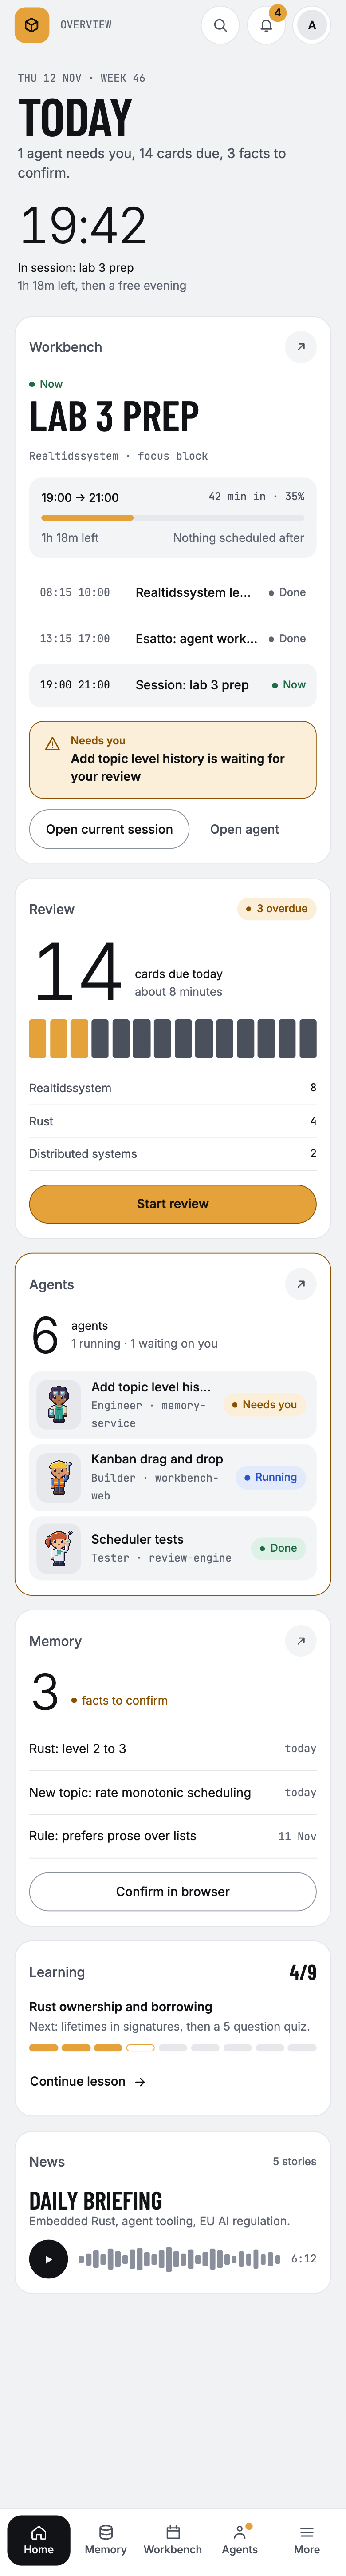 OVERVIEW
4
A
THU 12 NOV · WEEK 46
TODAY
1 agent needs you, 14 cards due, 3 facts to
confirm.
19:42
In session: lab 3 prep
1h 18m left, then a free evening
Workbench
Now
LAB 3 PREP
Realtidssystem · focus block
19:00 → 21:00 42 min in · 35%
1h 18m left Nothing scheduled after
08:15 10:00 Realtidssystem le... Done
13:15 17:00 Esatto: agent work... Done
19:00 21:00 Session: lab 3 prep Now
Needs you
Add topic level history is waiting for
your review
Open current session Open agent
Review 3 overdue
14 cards due today
about 8 minutes
Realtidssystem 8
Rust 4
Distributed systems 2
Start review
Agents
6 agents
1 running · 1 waiting on you
Add topic level his...
Engineer · memory-
service
Needs you
Kanban drag and drop
Builder · workbench-
web
Running
Scheduler tests
Tester · review-engine
Done
Memory
3 facts to confirm
Rust: level 2 to 3 today
New topic: rate monotonic scheduling today
Rule: prefers prose over lists 11 Nov
Confirm in browser
Learning 4/9
Rust ownership and borrowing
Next: lifetimes in signatures, then a 5 question quiz.
Continue lesson →
News 5 stories
DAILY BRIEFING
Embedded Rust, agent tooling, EU AI regulation.
6:12
Home Memory Workbench Agents More